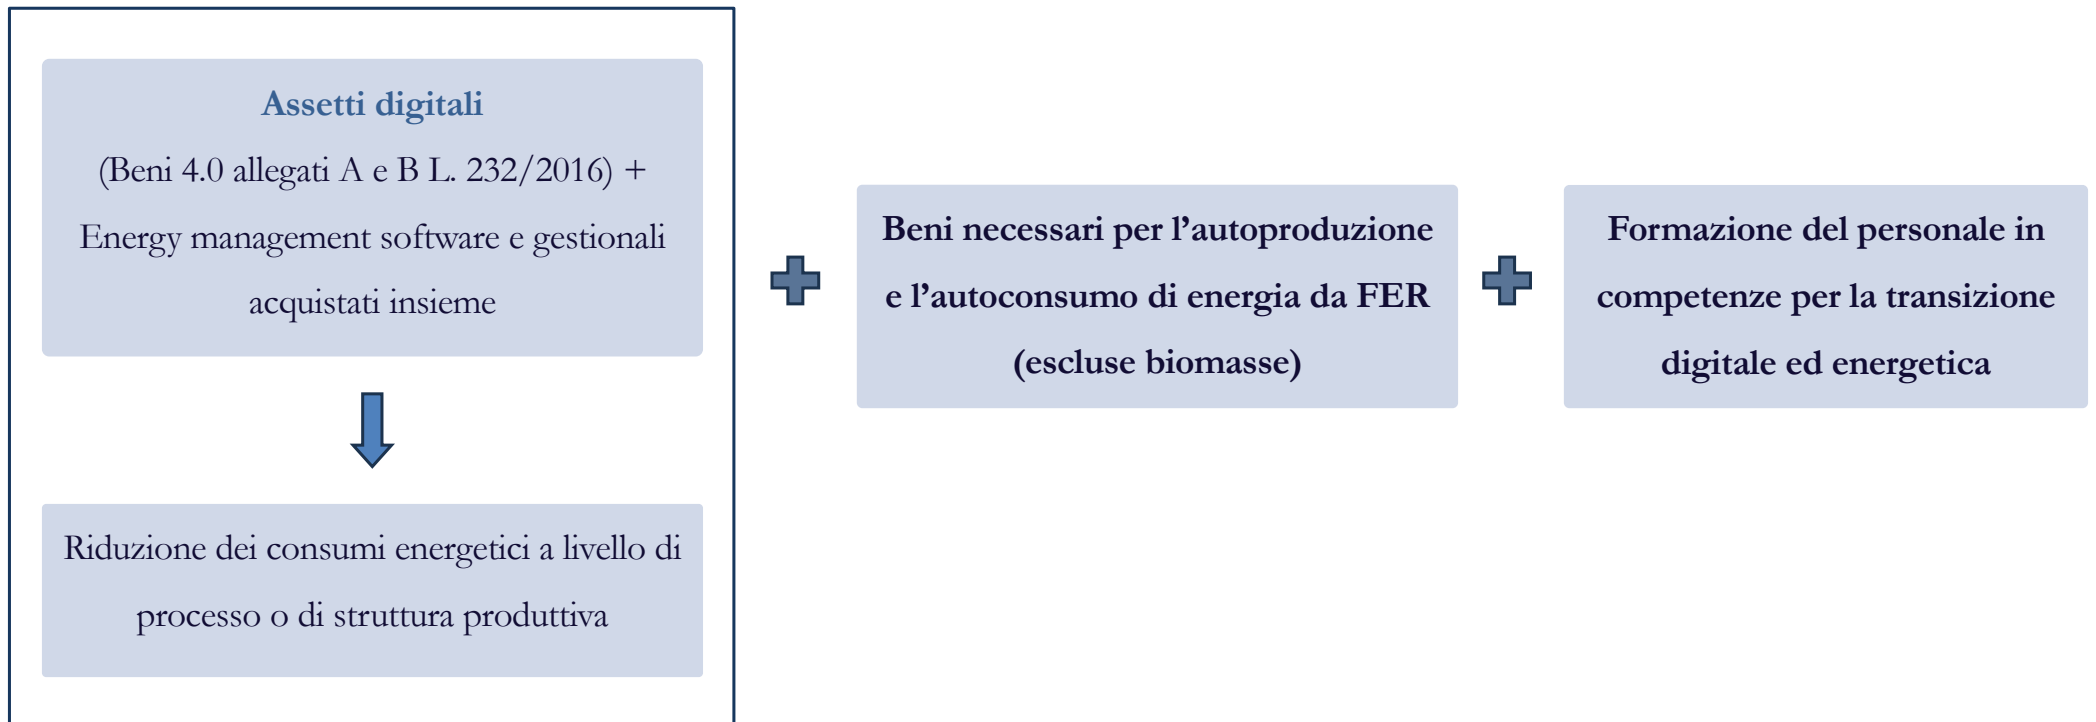 Assetti digitali
(Beni 4.0 allegati A e B L. 232/2016) +
Energy management software e gestionali
acquistati insieme
Riduzione dei consumi energetici a livello di
processo o di struttura produttiva
Beni necessari per l’autoproduzione
e l’autoconsumo di energia da FER
(escluse biomasse)
Formazione del personale in
competenze per la transizione
digitale ed energetica